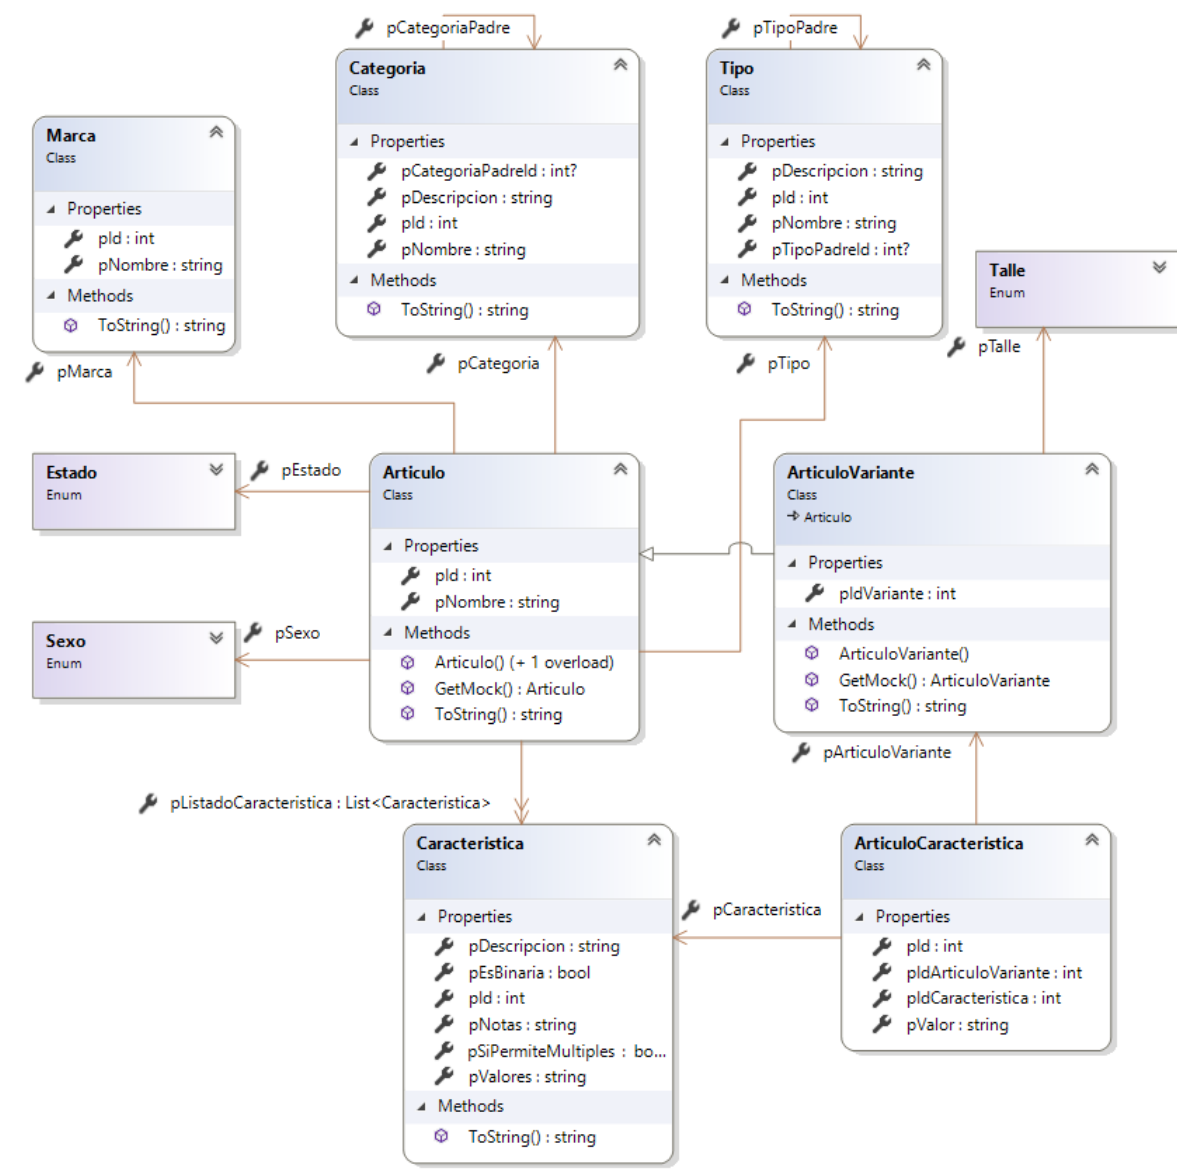 pCategoriaPadre
pTipoPadre
Categoria
Class
Properties
pCategoriaPadreId : int?
pDescripcion : string
pId : int
pNombre : string
Methods
ToString() : string
Tipo
Class
Properties
pDescripcion : string
pId : int
pNombre : string
pTipoPadreId : int?
Methods
ToString() : string
Marca
Class
Properties
pId : int
pNombre : string
Methods
ToString() : string
Talle
Enum
pMarca
pCategoria
pTipo
pTalle
Estado
Enum
pEstado
Articulo
Class
Properties
pId : int
pNombre : string
Methods
Articulo() (+ 1 overload)
GetMock() : Articulo
ToString() : string
ArticuloVariante
Class
Articulo
Properties
pIdVariante : int
Methods
ArticuloVariante()
GetMock() : ArticuloVariante
ToString() : string
Sexo
Enum
pSexo
pArticuloVariante
pListadoCaracteristica : List<Caracteristica>
Caracteristica
Class
Properties
pDescripcion : string
pEsBinaria : bool
pId : int
pNotas : string
pSiPermiteMultiples : bo...
pValores : string
Methods
ToString() : string
pCaracteristica
ArticuloCaracteristica
Class
Properties
pId : int
pIdArticuloVariante : int
pIdCaracteristica : int
pValor : string